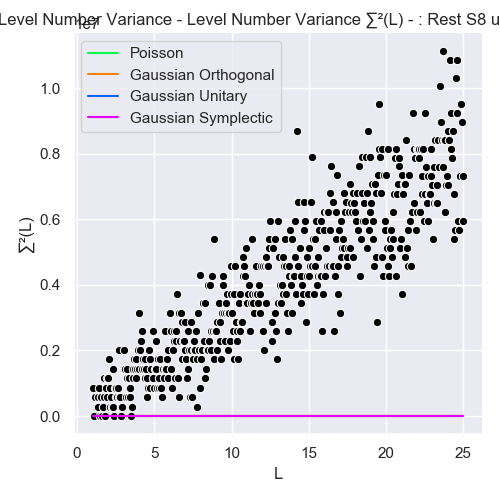 Level Number Variance - Level Number Variance ∑²(L) - : Rest S8 u
1e7
Poisson
Gaussian Orthogonal
Gaussian Unitary
Gaussian Symplectic
1.0
0.8
0.6
0.4
0.2
0.0
∑²(L)
0 5 10 15 20 25
L